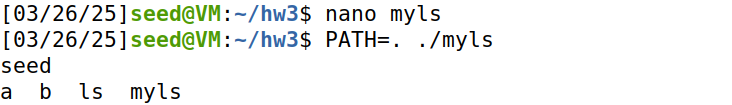 [03/26/25]seed@VM:~/hw3$ nano myls
[03/26/25]seed@VM:~/hw3$ PATH=. ./myls
seed
a  b  ls  myls